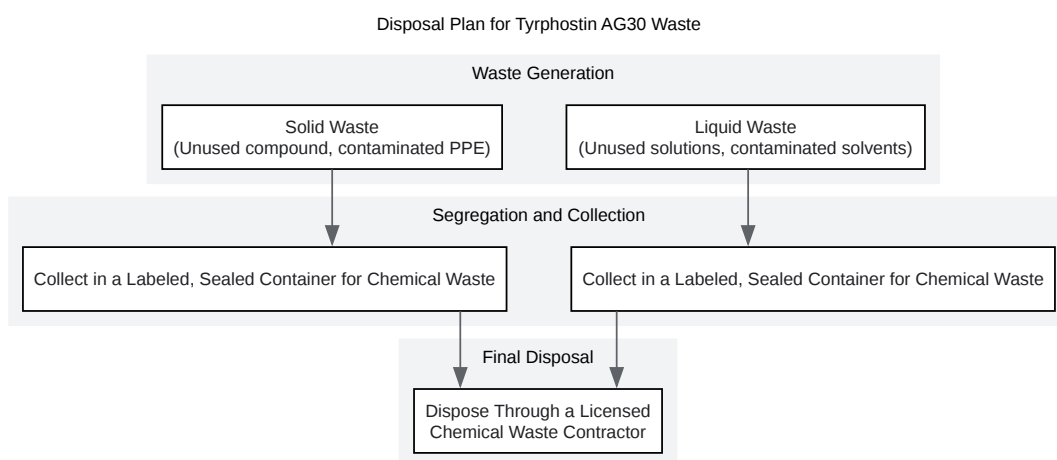 Disposal Plan for Tyrphostin AG30 Waste
Waste Generation
Solid Waste
(Unused compound, contaminated PPE)
Liquid Waste
(Unused solutions, contaminated solvents)
Segregation and Collection
Collect in a Labeled, Sealed Container for Chemical Waste
Collect in a Labeled, Sealed Container for Chemical Waste
Final Disposal
Dispose Through a Licensed
Chemical Waste Contractor